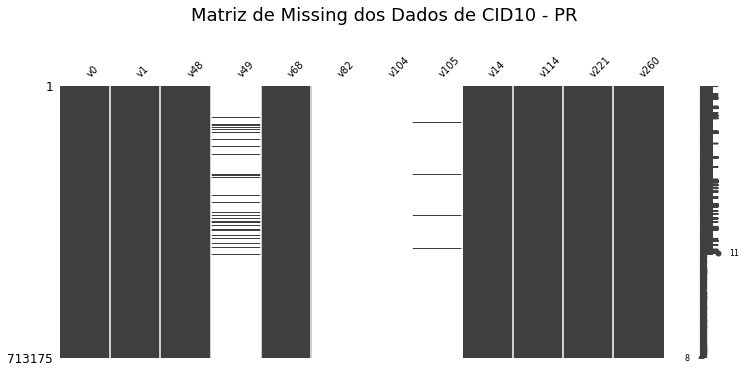 Matriz de Missing dos Dados de CID10 - PR
v0 v1 v48 v49 v68 v82 v104 v105 v14 v114 v221 v260
1
11
713175
8